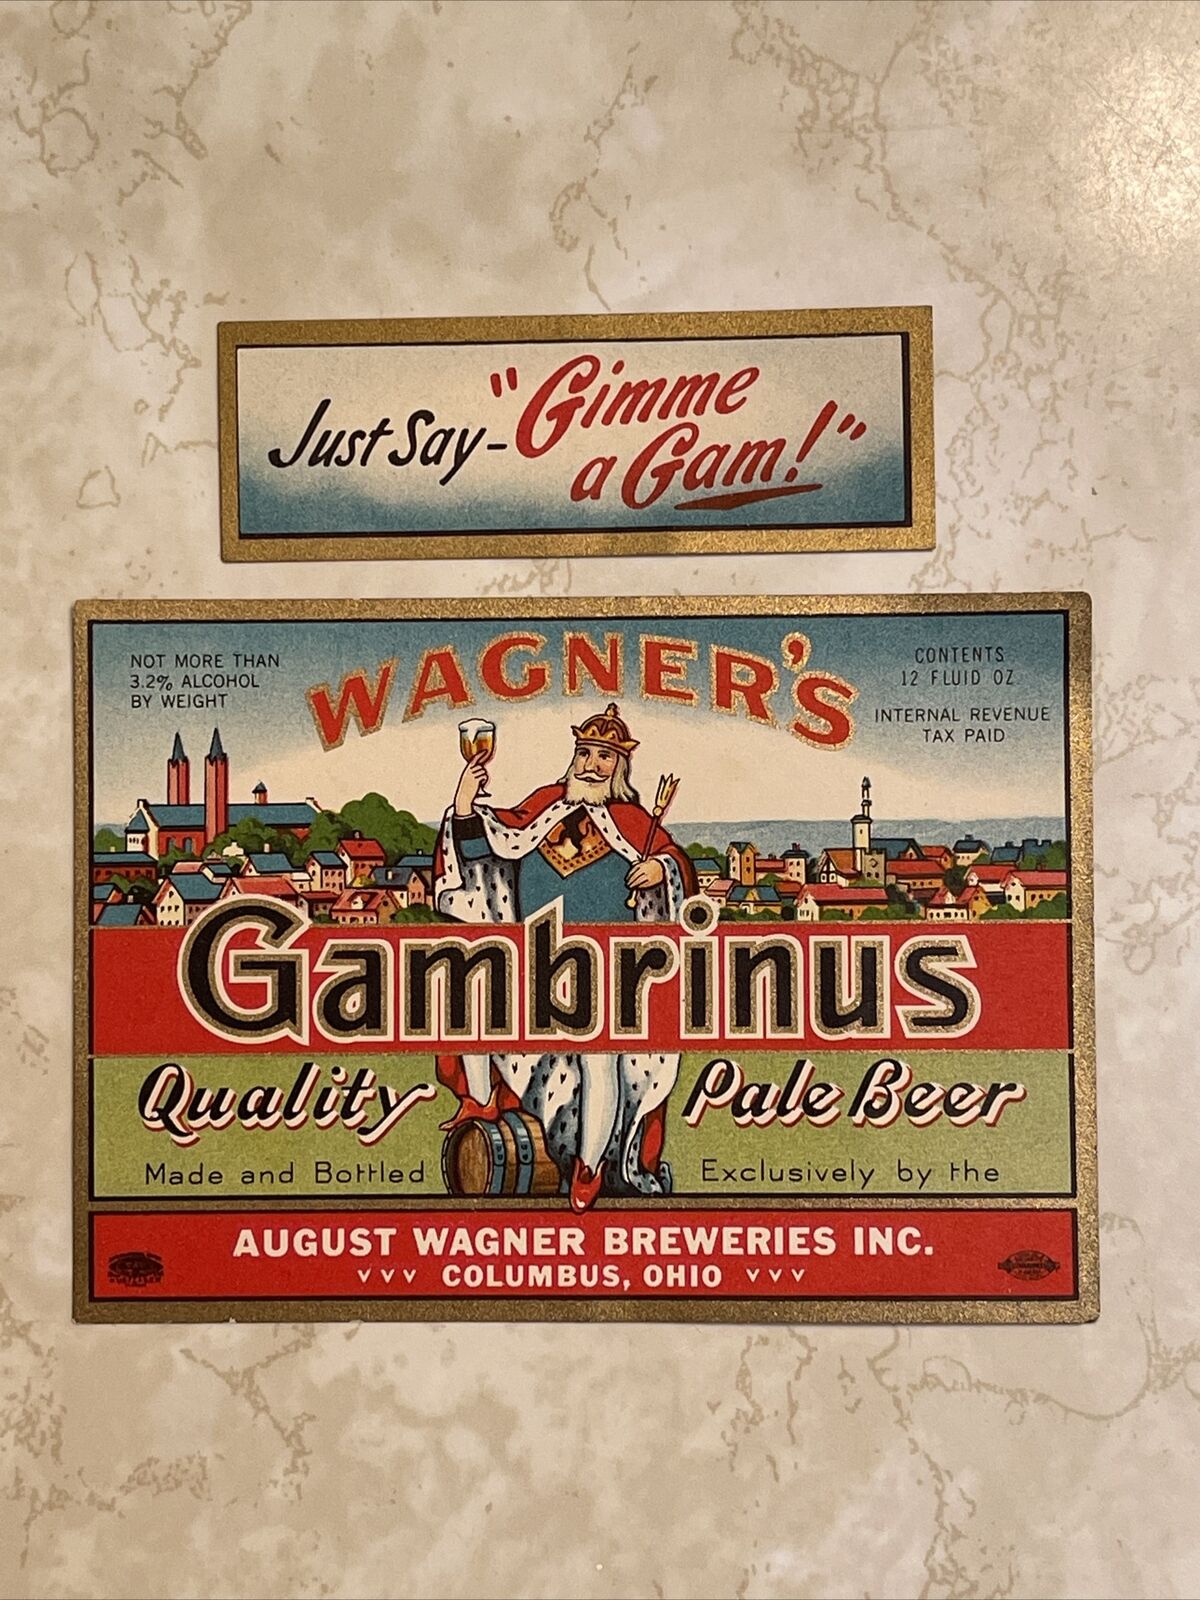 Just Say - "Gimme
a Gam!"
NOT MORE THAN
3.2% ALCOHOL
BY WEIGHT
WAGNER'S
CONTENTS
12 FLUID OZ
INTERNAL REVENUE
TAX PAID
Gambrinus
Quality Pale Beer
Made and Bottled Exclusively by the
AUGUST WAGNER BREWERIES INC.
COLUMBUS, OHIO